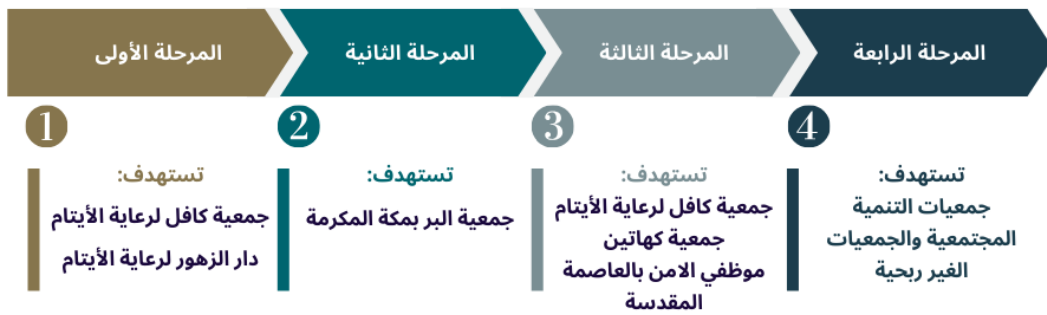 المرحلة الأولى
المرحلة الثانية
المرحلة الثالثة
المرحلة الرابعة
1
تستهدف:
جمعية كافل لرعاية الأيتام
دار الزهور لرعاية الأيتام
2
تستهدف:
جمعية البر بمكة المكرمة
3
تستهدف:
جمعية كافل لرعاية الأيتام
جمعية كهاتين
موظفي الامن بالعاصمة
المقدسة
4
تستهدف:
جمعيات التنمية
المجتمعية والجمعيات
الغير ربحية